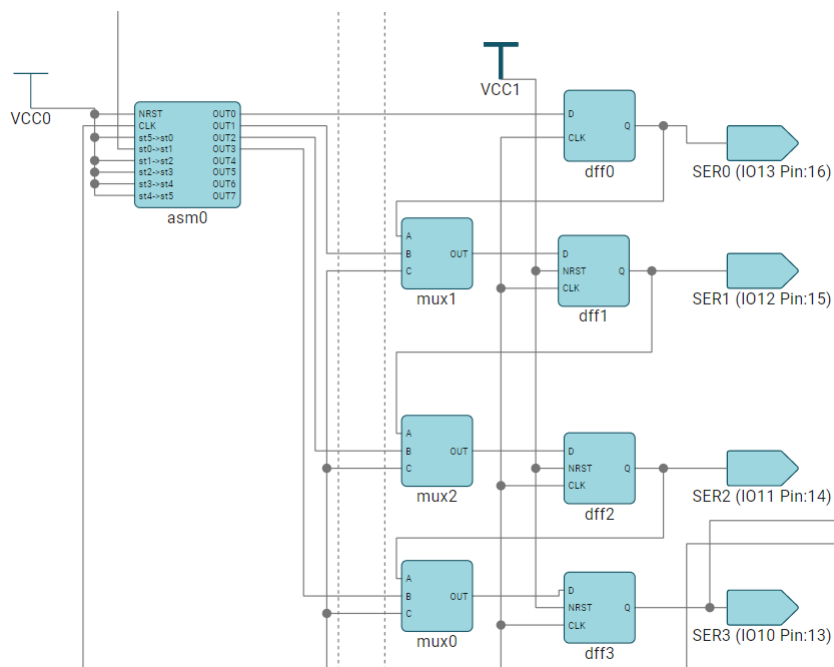 VCC0
NRST OUT0
CLK OUT1
st5->st0 OUT2
st0->st1 OUT3
st1->st2 OUT4
st2->st3 OUT5
st3->st4 OUT6
st4->st5 OUT7
asm0
VCC1
D
Q
CLK
dff0
SER0 (IO13 Pin:16)
A
B OUT
C
mux1
D
NRST Q
CLK
dff1
SER1 (IO12 Pin:15)
A
B OUT
C
mux2
D
NRST Q
CLK
dff2
SER2 (IO11 Pin:14)
A
B OUT
C
mux0
D
NRST Q
CLK
dff3
SER3 (IO10 Pin:13)